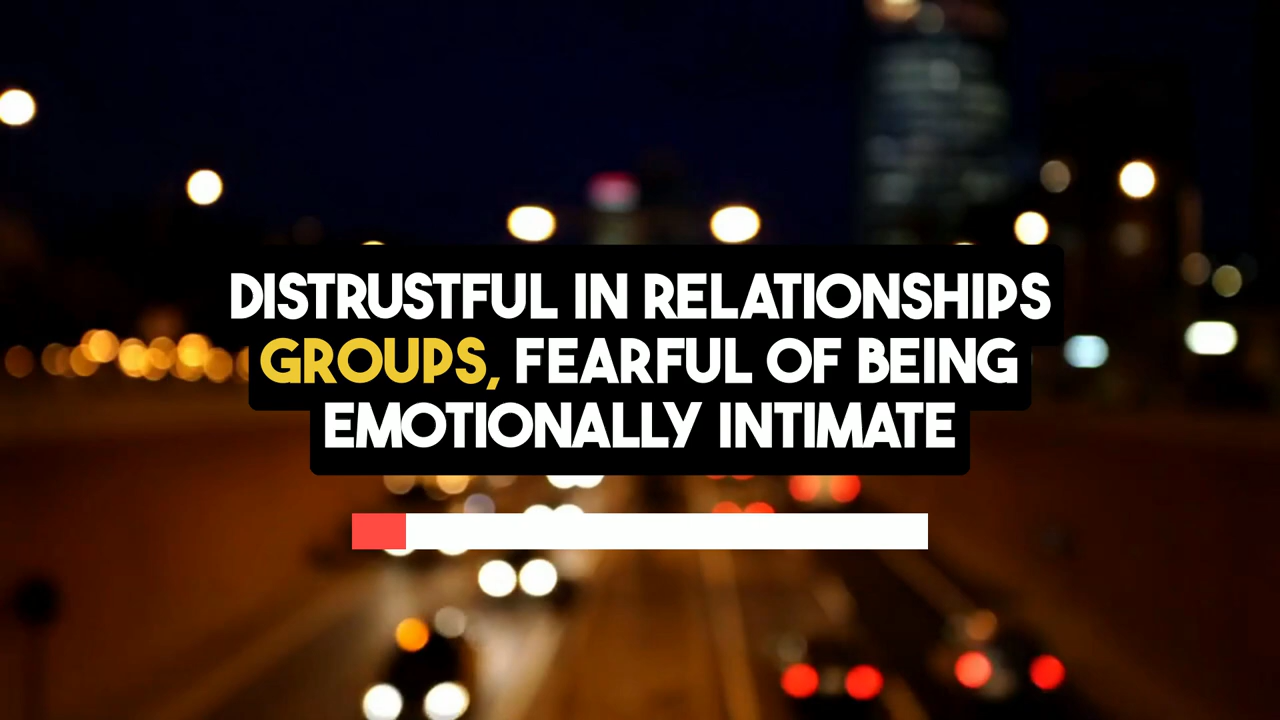 DISTRUSTFUL IN RELATIONSHIPS
GROUPS, FEARFUL OF BEING
EMOTIONALLY INTIMATE